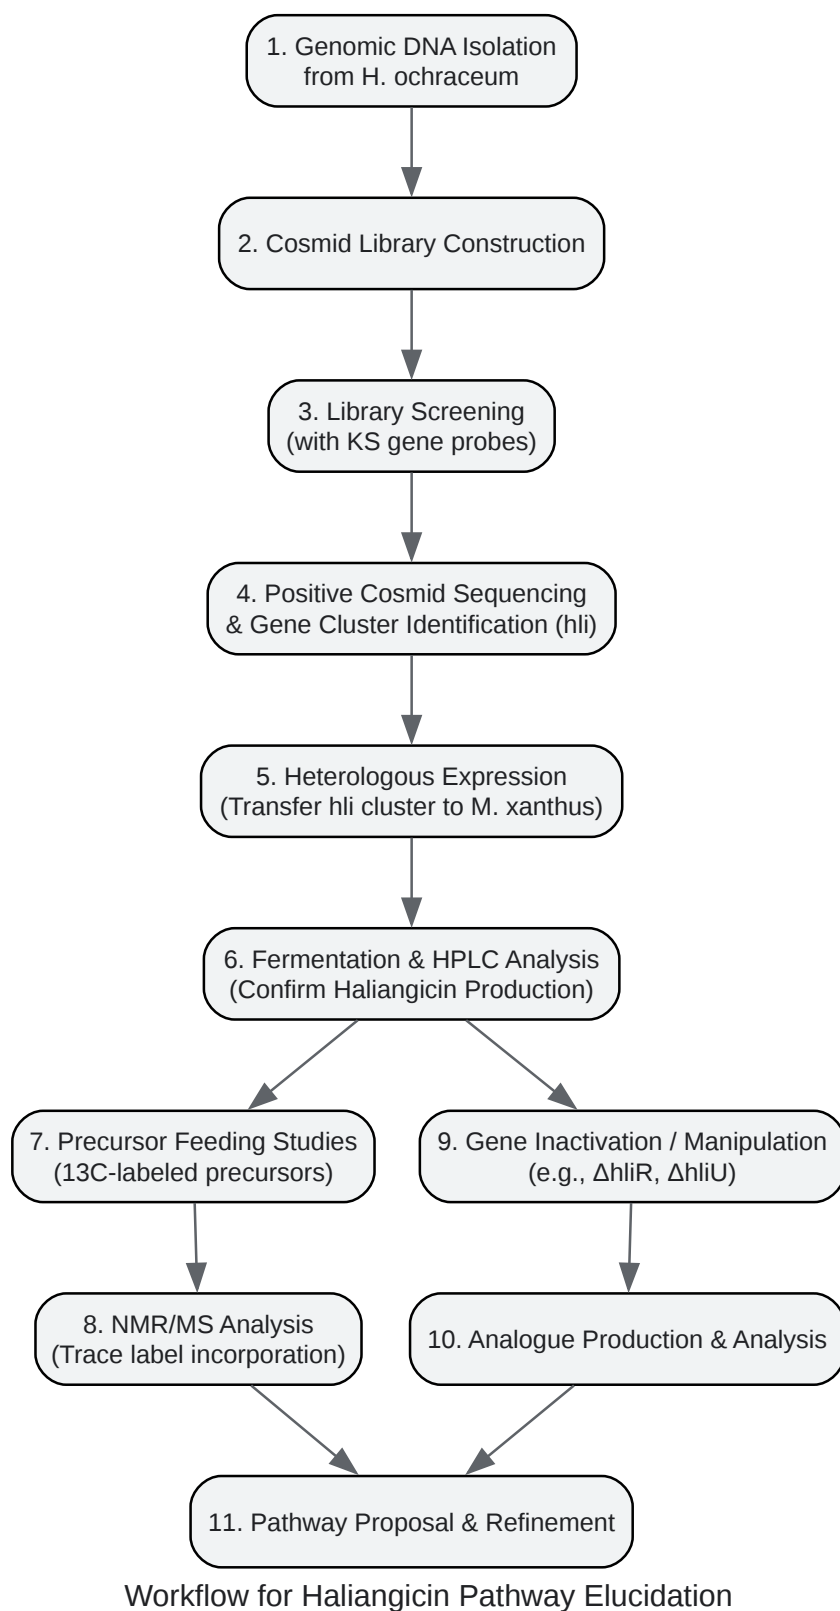 1. Genomic DNA Isolation
from H. ochraceum
2. Cosmid Library Construction
3. Library Screening
(with KS gene probes)
4. Positive Cosmid Sequencing
& Gene Cluster Identification (hli)
5. Heterologous Expression
(Transfer hli cluster to M. xanthus)
6. Fermentation & HPLC Analysis
(Confirm Haliangicin Production)
7. Precursor Feeding Studies
(13C-labeled precursors)
9. Gene Inactivation / Manipulation
(e.g., ΔhliR, ΔhliU)
8. NMR/MS Analysis
(Trace label incorporation)
10. Analogue Production & Analysis
11. Pathway Proposal & Refinement
Workflow for Haliangicin Pathway Elucidation